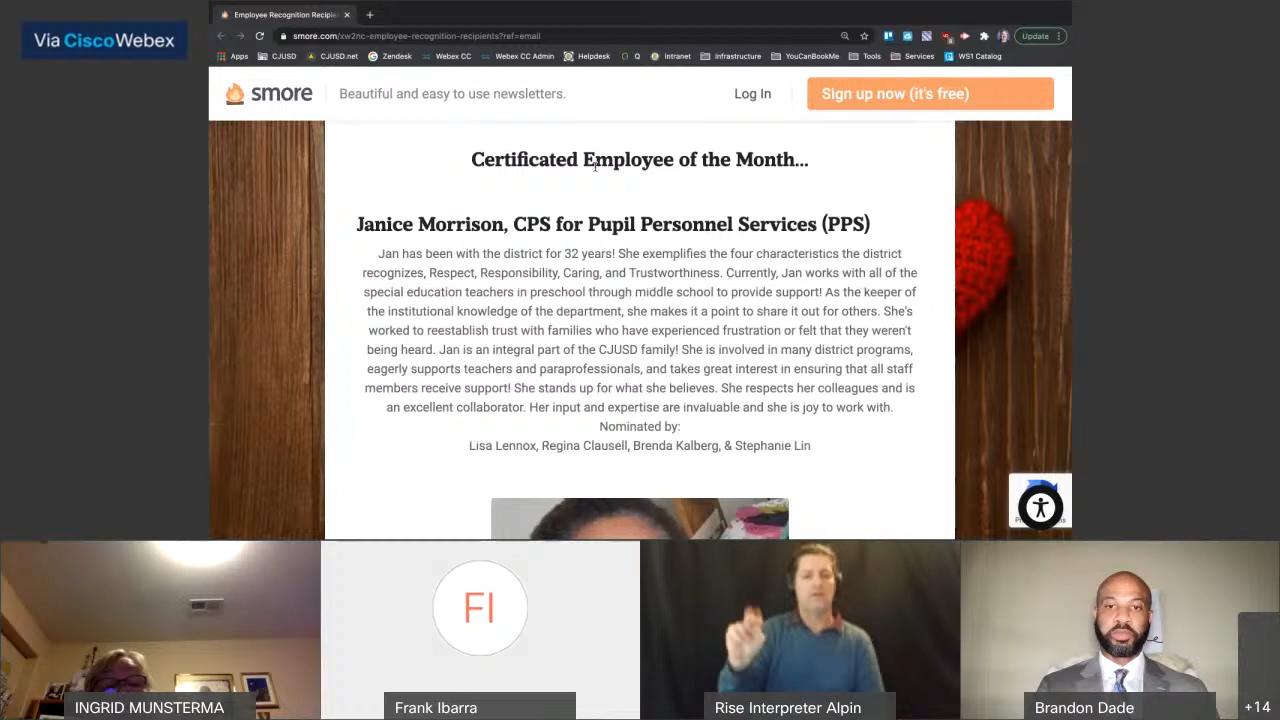 Via CiscoWebex
Employee Recognition Recipie
smore.com/xw2nc-employee-recognition-recipients?ref=email
Update
Apps CJUSD CJUSD.net Zendesk Webex CC Webex CC Admin Helpdesk Q Intranet Infrastructure YouCanBookMe Tools Services WS1 Catalog
smore Beautiful and easy to use newsletters. Log In Sign up now (it's free)
Certificated Employee of the Month...
Janice Morrison, CPS for Pupil Personnel Services (PPS)
Jan has been with the district for 32 years! She exemplifies the four characteristics the district
recognizes, Respect, Responsibility, Caring, and Trustworthiness. Currently, Jan works with all of the
special education teachers in preschool through middle school to provide support! As the keeper of
the institutional knowledge of the department, she makes it a point to share it out for others. She's
worked to reestablish trust with families who have experienced frustration or felt that they weren't
being heard. Jan is an integral part of the CJUSD family! She is involved in many district programs,
eagerly supports teachers and paraprofessionals, and takes great interest in ensuring that all staff
members receive support! She stands up for what she believes. She respects her colleagues and is
an excellent collaborator. Her input and expertise are invaluable and she is joy to work with.
Nominated by:
Lisa Lennox, Regina Clausell, Brenda Kalberg, & Stephanie Lin
FI
INGRID MUNSTERMA
Frank Ibarra
Rise Interpreter Alpin
Brandon Dade
+14